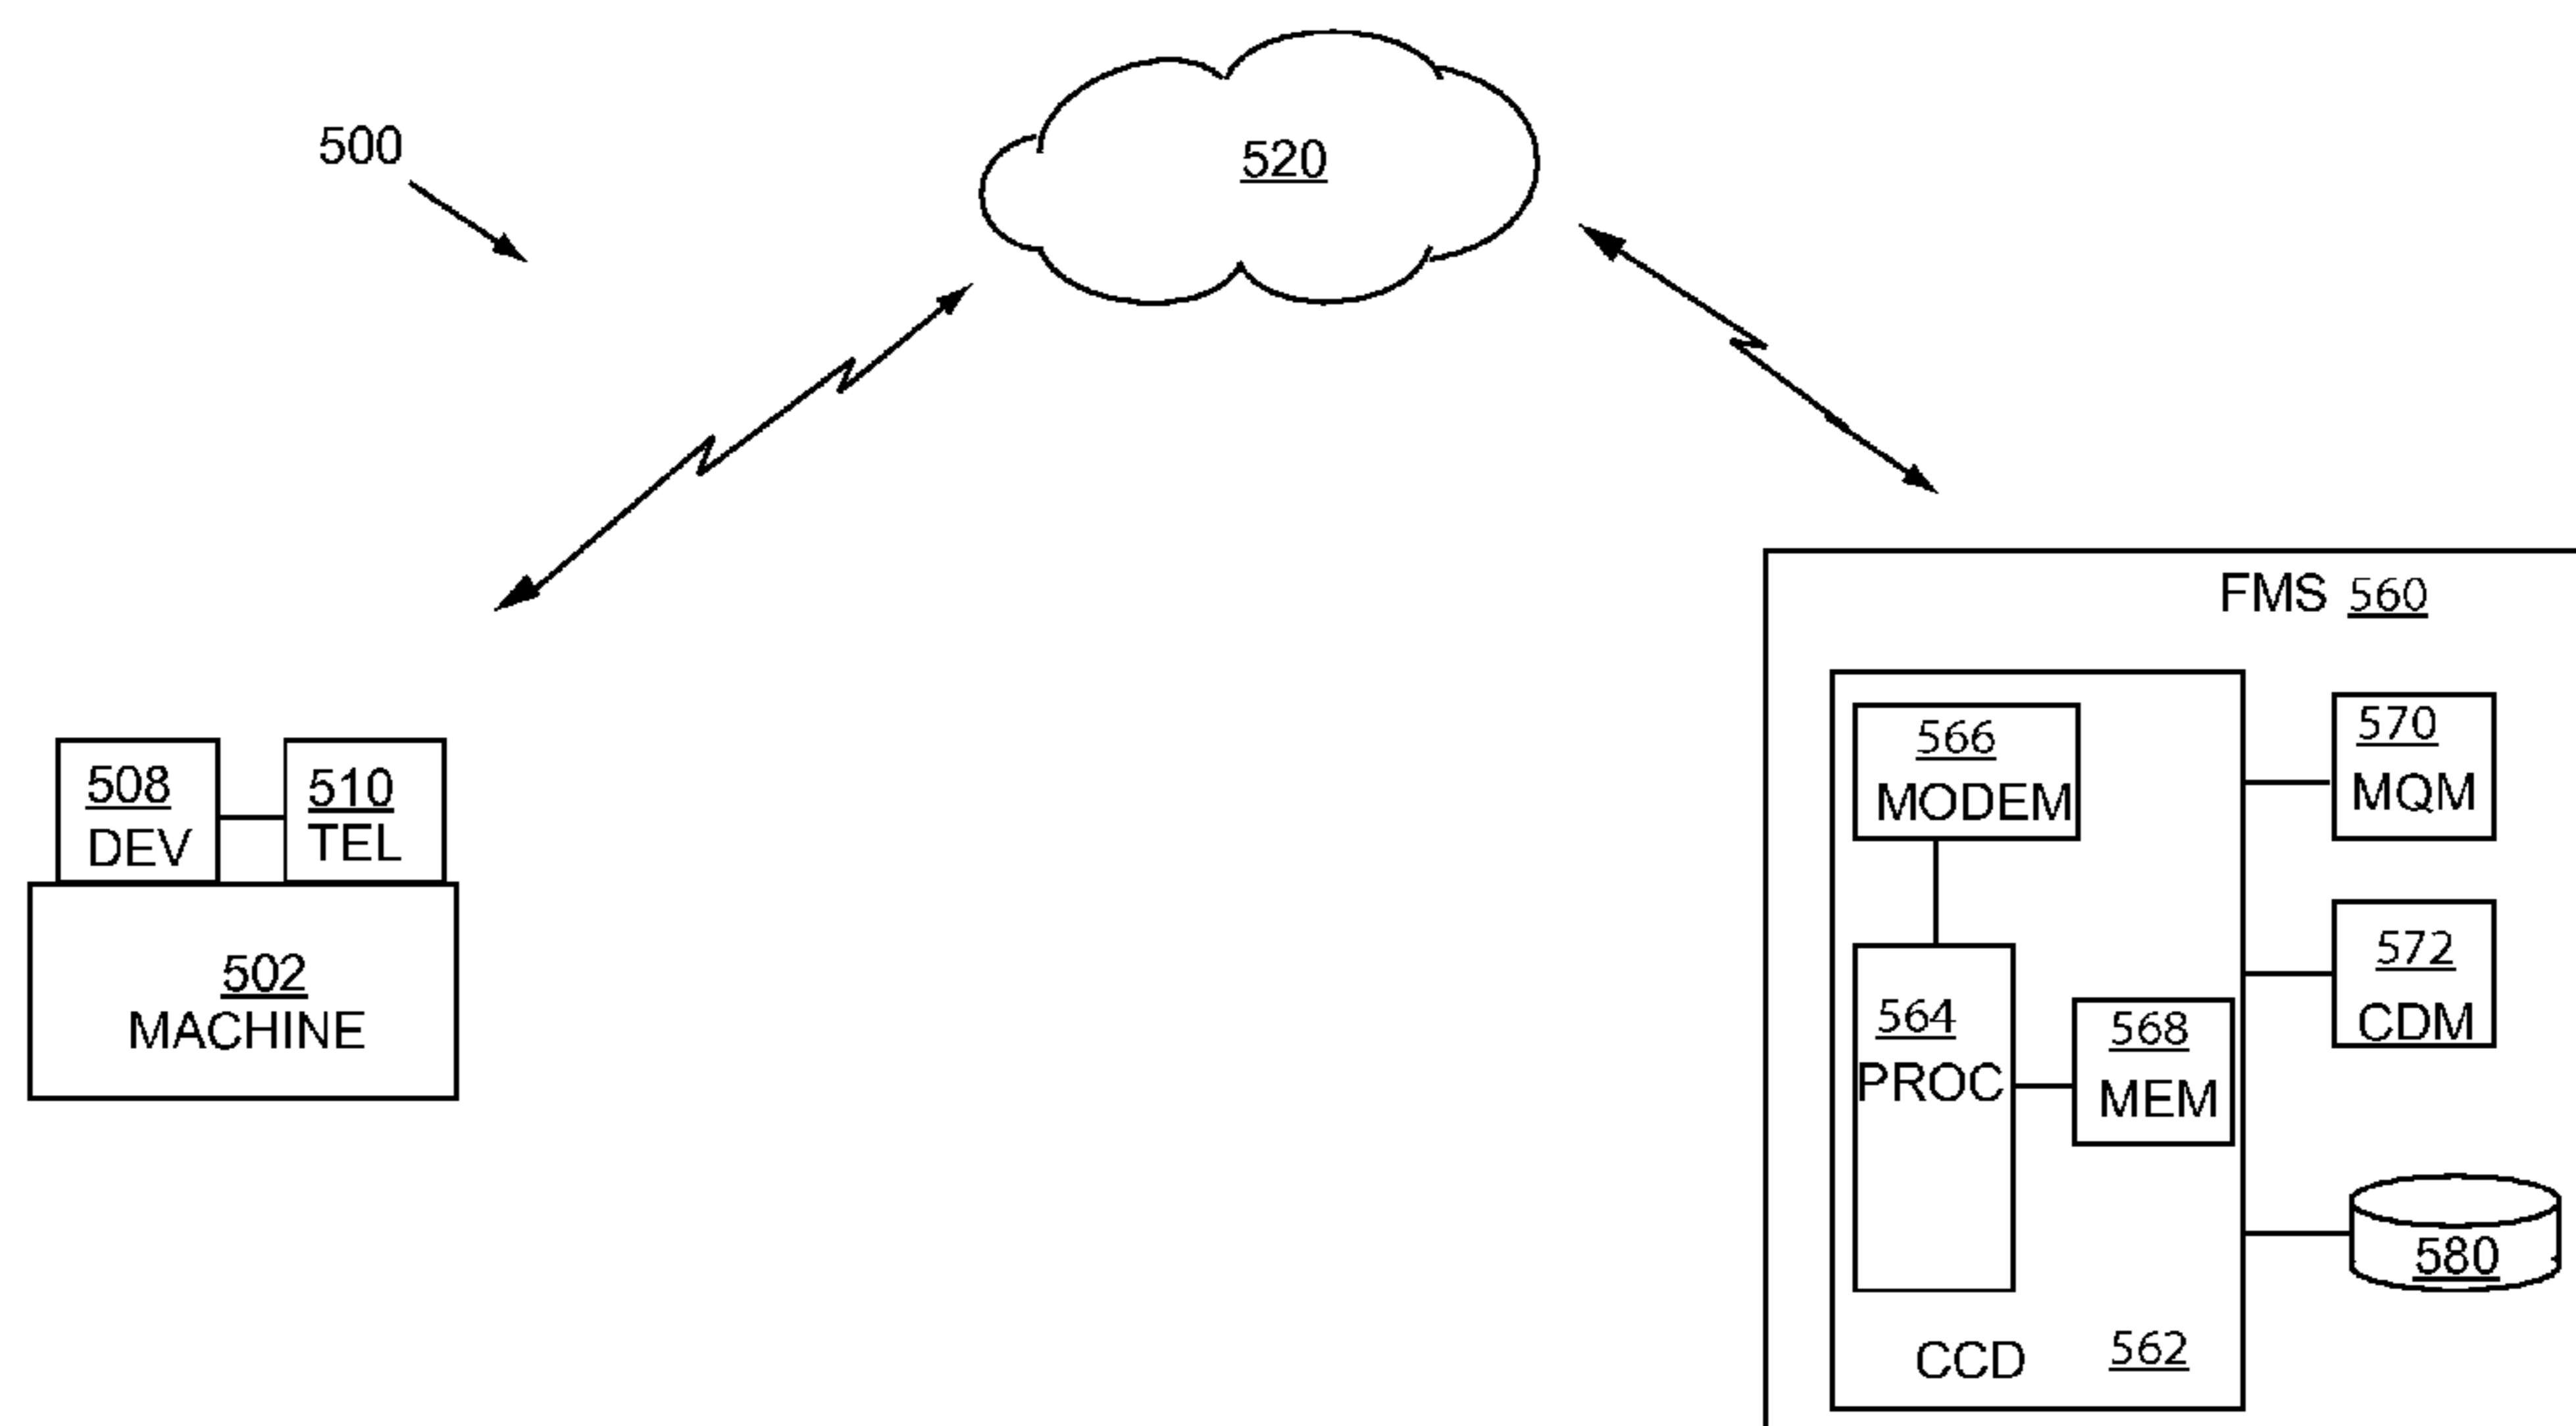 500
520
FMS 560
508
DEV
510
TEL
502
MACHINE
566
MODEM
564
PROC
568
MEM
CCD 562
570
MQM
572
CDM
580